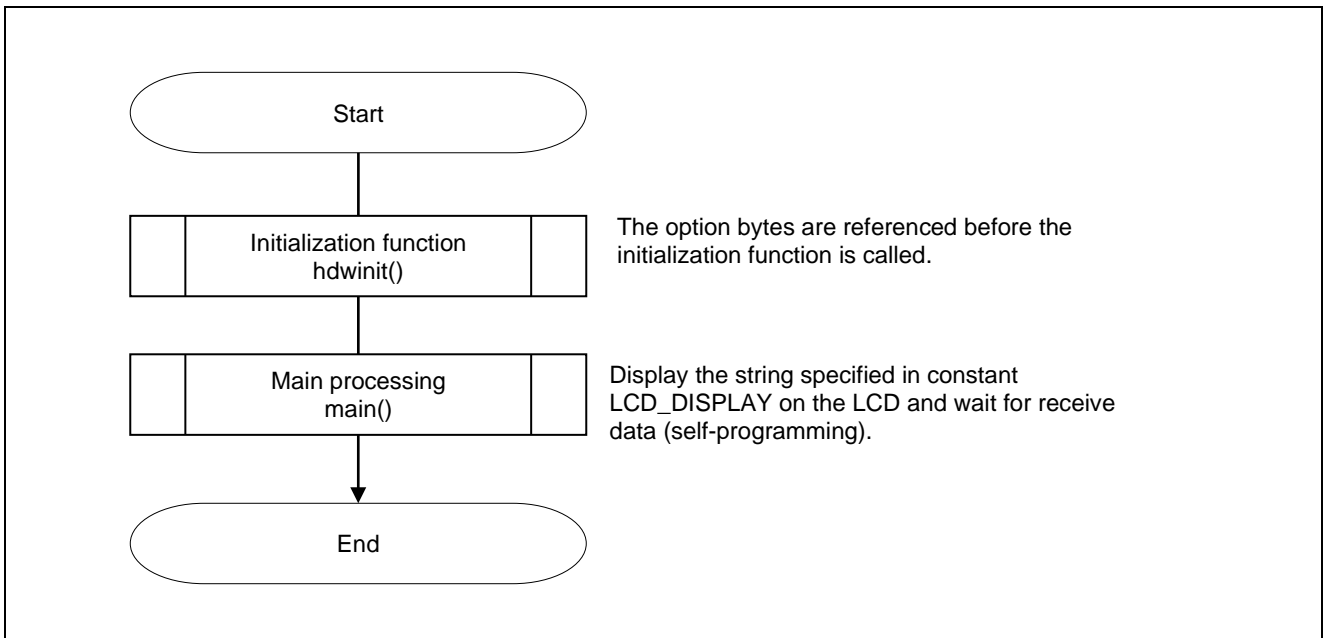 Start
Initialization function
hdwinit()
The option bytes are referenced before the
initialization function is called.
Main processing
main()
Display the string specified in constant
LCD_DISPLAY on the LCD and wait for receive
data (self-programming).
End